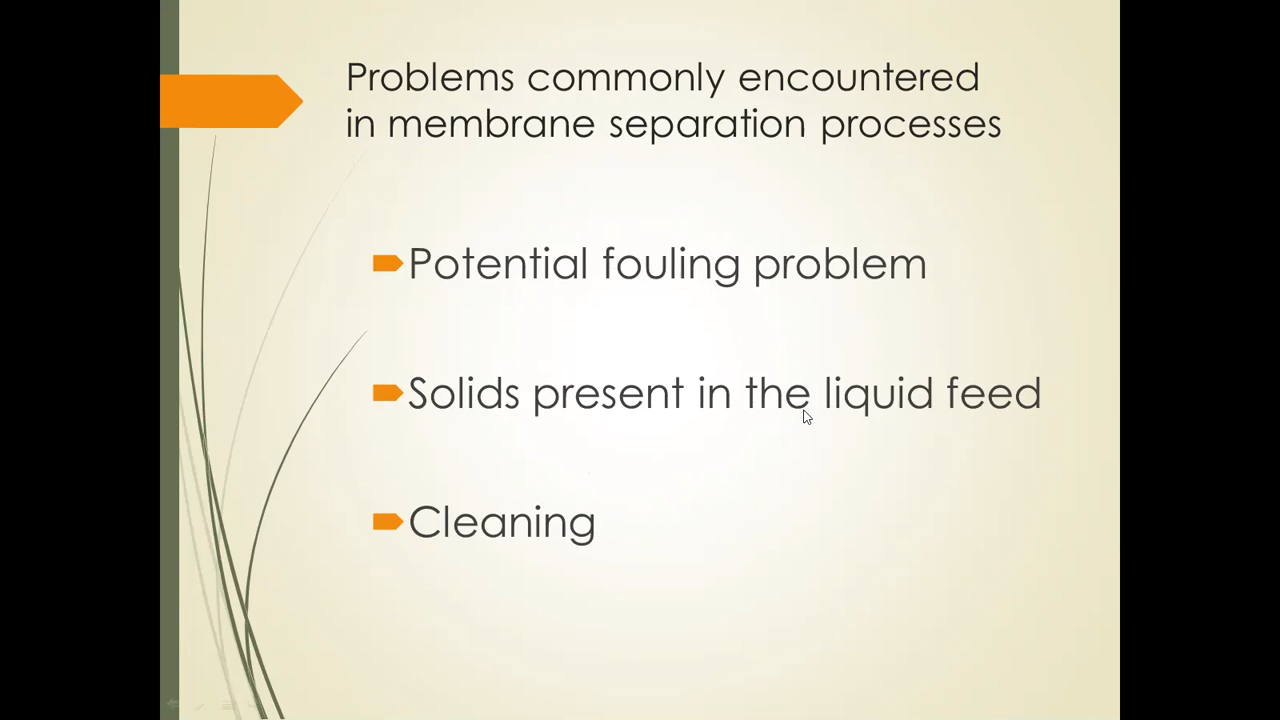 Problems commonly encountered
in membrane separation processes
Potential fouling problem
Solids present in the liquid feed
Cleaning